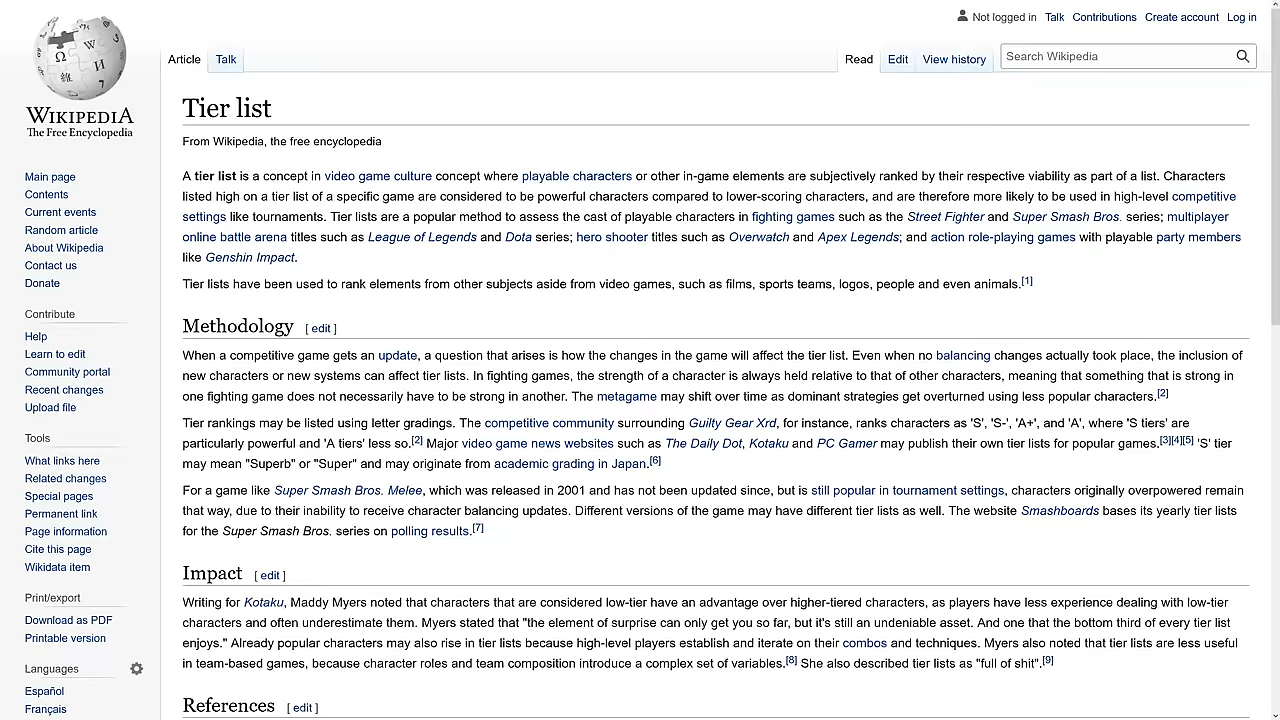 Not logged in Talk Contributions Create account Log in
Article Talk Read Edit View history Search Wikipedia
WIKIPEDIA
The Free Encyclopedia
Main page
Contents
Current events
Random article
About Wikipedia
Contact us
Donate
Contribute
Help
Learn to edit
Community portal
Recent changes
Upload file
Tools
What links here
Related changes
Special pages
Permanent link
Page information
Cite this page
Wikidata item
Print/export
Download as PDF
Printable version
Languages
Español
Français
Tier list
From Wikipedia, the free encyclopedia
A tier list is a concept in video game culture concept where playable characters or other in-game elements are subjectively ranked by their respective viability as part of a list. Characters
listed high on a tier list of a specific game are considered to be powerful characters compared to lower-scoring characters, and are therefore more likely to be used in high-level competitive
settings like tournaments. Tier lists are a popular method to assess the cast of playable characters in fighting games such as the Street Fighter and Super Smash Bros. series; multiplayer
online battle arena titles such as League of Legends and Dota series; hero shooter titles such as Overwatch and Apex Legends; and action role-playing games with playable party members
like Genshin Impact.
Tier lists have been used to rank elements from other subjects aside from video games, such as films, sports teams, logos, people and even animals.[1]
Methodology [ edit ]
When a competitive game gets an update, a question that arises is how the changes in the game will affect the tier list. Even when no balancing changes actually took place, the inclusion of
new characters or new systems can affect tier lists. In fighting games, the strength of a character is always held relative to that of other characters, meaning that something that is strong in
one fighting game does not necessarily have to be strong in another. The metagame may shift over time as dominant strategies get overturned using less popular characters.[2]
Tier rankings may be listed using letter gradings. The competitive community surrounding Guilty Gear Xrd, for instance, ranks characters as 'S', 'S-', 'A+', and 'A', where 'S tiers' are
particularly powerful and 'A tiers' less so.[2] Major video game news websites such as The Daily Dot, Kotaku and PC Gamer may publish their own tier lists for popular games.[3][4][5] 'S' tier
may mean "Superb" or "Super" and may originate from academic grading in Japan.[6]
For a game like Super Smash Bros. Melee, which was released in 2001 and has not been updated since, but is still popular in tournament settings, characters originally overpowered remain
that way, due to their inability to receive character balancing updates. Different versions of the game may have different tier lists as well. The website Smashboards bases its yearly tier lists
for the Super Smash Bros. series on polling results.[7]
Impact [ edit ]
Writing for Kotaku, Maddy Myers noted that characters that are considered low-tier have an advantage over higher-tiered characters, as players have less experience dealing with low-tier
characters and often underestimate them. Myers stated that "the element of surprise can only get you so far, but it's still an undeniable asset. And one that the bottom third of every tier list
enjoys." Already popular characters may also rise in tier lists because high-level players establish and iterate on their combos and techniques. Myers also noted that tier lists are less useful
in team-based games, because character roles and team composition introduce a complex set of variables.[8] She also described tier lists as "full of shit".[9]
References [ edit ]